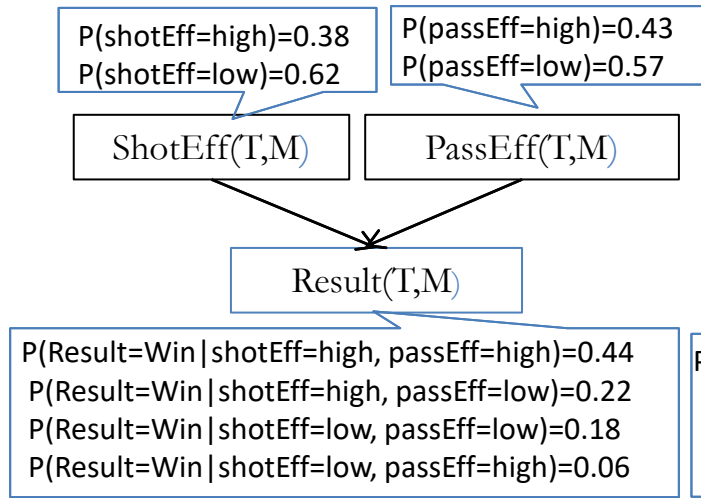 P(shotEff=high)=0.38
P(shotEff=low)=0.62
P(passEff=high)=0.43
P(passEff=low)=0.57
ShotEff(T,M)
PassEff(T,M)
Result(T,M)
P(Result=Win|shotEff=high, passEff=high)=0.44
P(Result=Win|shotEff=high, passEff=low)=0.22
P(Result=Win|shotEff=low, passEff=low)=0.18
P(Result=Win|shotEff=low, passEff=high)=0.06
P